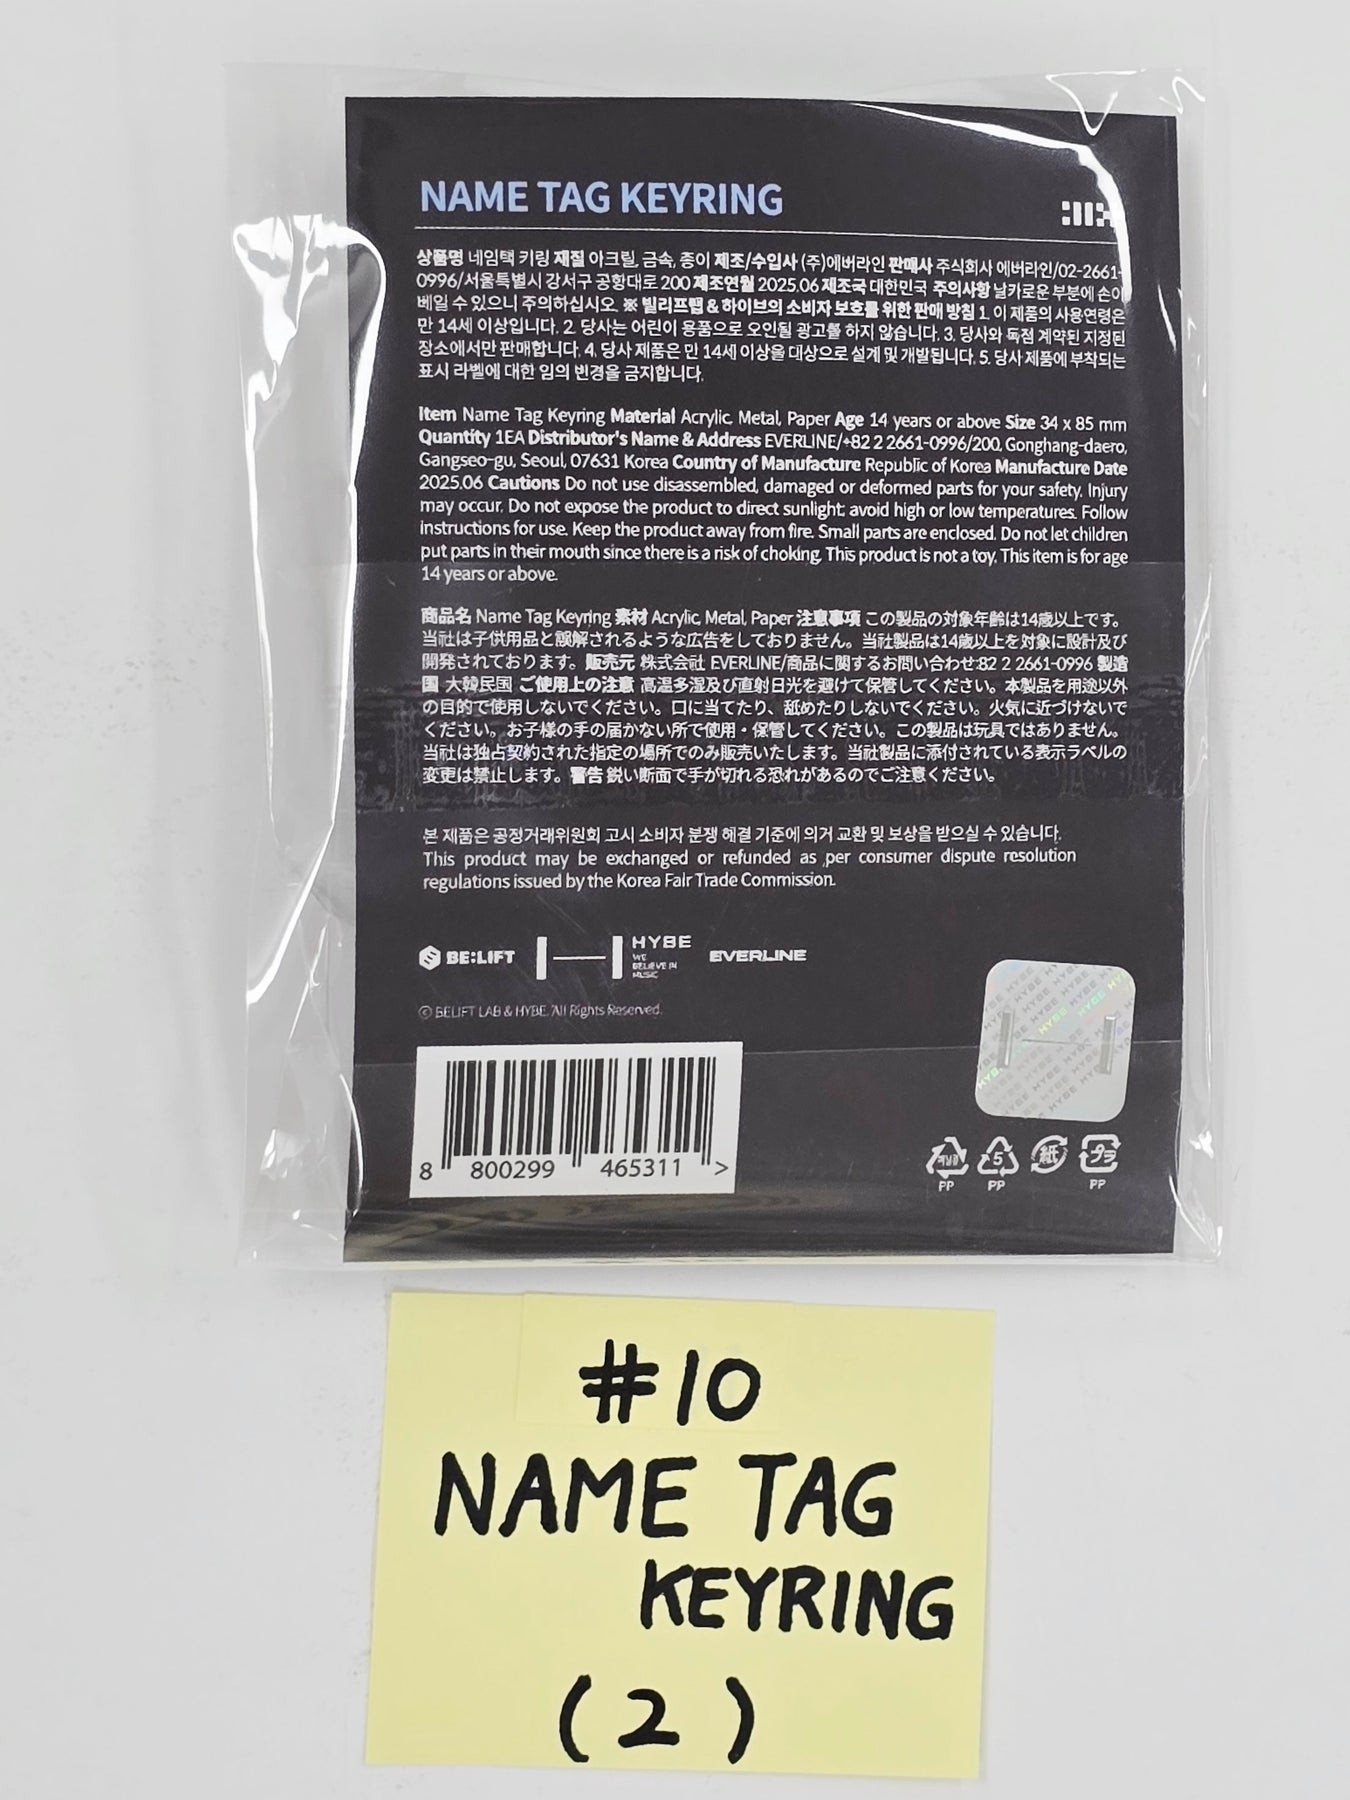 NAME TAG KEYRING
상품명 네임택 키링 재질 아크릴, 금속, 종이 제조/수입사 (주)에버라인 판매사 주식회사 에버라인/02-2661-
0996/서울특별시 강서구 공항대로 200 제조연월 2025.06 제조국 대한민국 주의사항 날카로운 부분에 손이
베일 수 있으니 주의하십시오. ※ 빌리프랩 & 하이브의 소비자 보호를 위한 판매 방침 1. 이 제품의 사용연령은
만 14세 이상입니다. 2. 당사는 어린이 용품으로 오인될 광고를 하지 않습니다. 3. 당사와 독점 계약된 지정된
장소에서만 판매합니다. 4. 당사 제품은 만 14세 이상을 대상으로 설계 및 개발됩니다. 5. 당사 제품에 부착되는
표시 라벨에 대한 임의 변경을 금지합니다.
Item Name Tag Keyring Material Acrylic, Metal, Paper Age 14 years or above Size 34 x 85 mm
Quantity 1EA Distributor's Name & Address EVERLINE/+82 2 2661-0996/200, Gonghang-daero,
Gangseo-gu, Seoul, 07631 Korea Country of Manufacture Republic of Korea Manufacture Date
2025.06 Cautions Do not use disassembled, damaged or deformed parts for your safety. Injury
may occur. Do not expose the product to direct sunlight, avoid high or low temperatures. Follow
instructions for use. Keep the product away from fire. Small parts are enclosed. Do not let children
put parts in their mouth since there is a risk of choking. This product is not a toy. This item is for age
14 years or above.
商品名 Name Tag Keyring 素材 Acrylic, Metal, Paper 注意事項 この製品の対象年齢は14歳以上です。
当社は子供用品と誤解されるような広告をしておりません。当社製品は14歳以上を対象に設計及び
開発されております。販売元 株式会社 EVERLINE/商品に関するお問い合わせ:82 2 2661-0996 製造
国 大韓民国 ご使用上の注意 高温多湿及び直射日光を避けて保管してください。本製品を用途以外
の目的で使用しないでください。口に当てたり、舐めたりしないでください。火気に近づけないで
ください。お子様の手の届かない所で使用・保管してください。この製品は玩具ではありません。
当社は独占契約された指定の場所でのみ販売いたします。当社製品に添付されている表示ラベルの
変更は禁止します。警告 鋭い断面で手が切れる恐れがあるのでご注意ください。
본 제품은 공정거래위원회 고시 소비자 분쟁 해결 기준에 의거 교환 및 보상을 받으실 수 있습니다.
This product may be exchanged or refunded as per consumer dispute resolution
regulations issued by the Korea Fair Trade Commission.
BE:LIFT HYBE WE BELIEVE IN MUSIC EVERLINE
© BELIFT LAB & HYBE. All Rights Reserved.
HYBE HYBE HYBE
8 800299 465311 >
비닐류 5 紙 プラ
PP PP PP
#10
NAME TAG
KEYRING
(2)